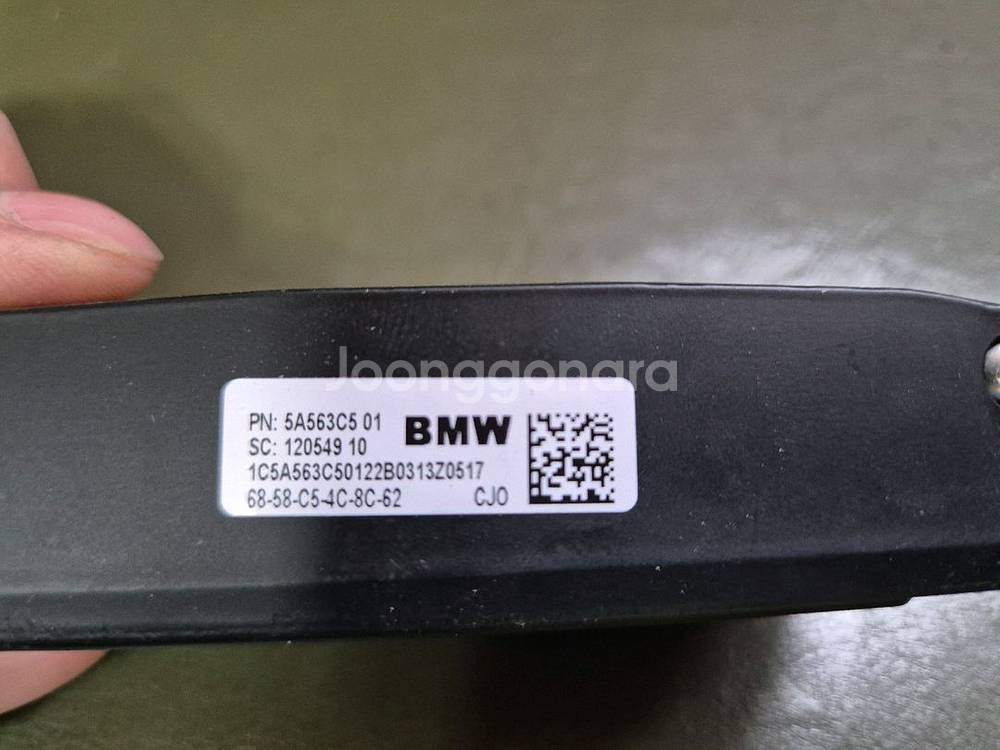 Joonggonara
PN: 5A563C5 01
BMW
SC: 120549 10
1C5A563C50122B0313Z0517
68-58-C5-4C-8C-62
CJO